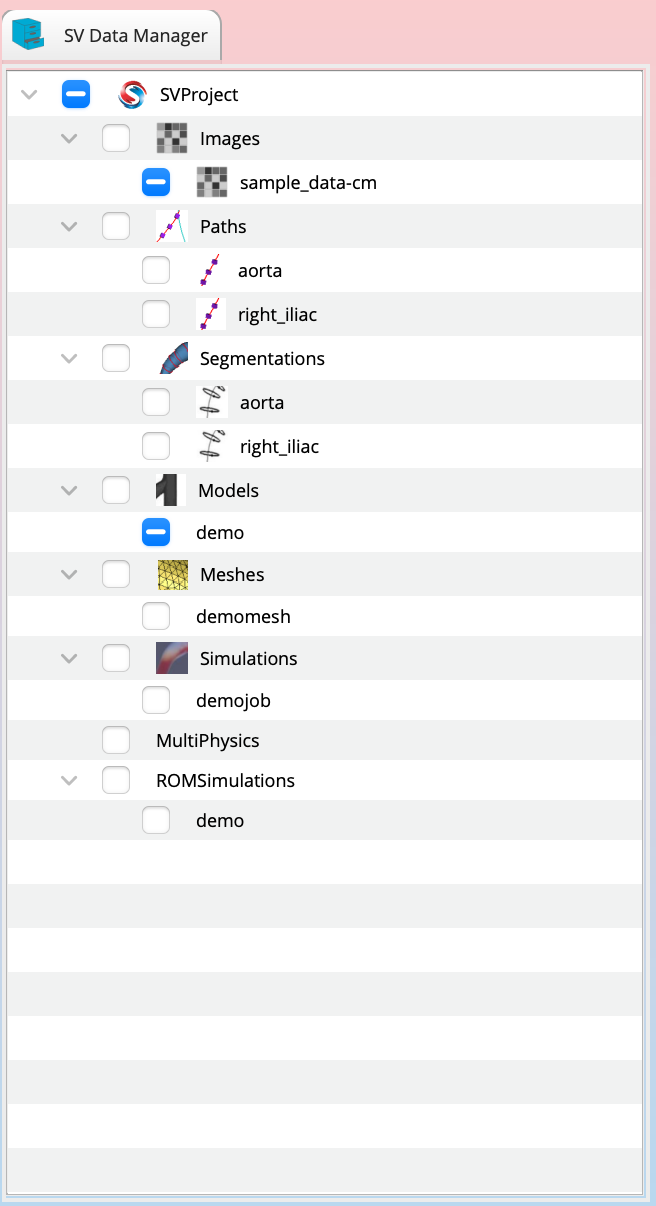 SV Data Manager
SVProject
Images
sample_data-cm
Paths
aorta
right_iliac
Segmentations
aorta
right_iliac
Models
demo
Meshes
demomesh
Simulations
demojob
MultiPhysics
ROMSimulations
demo